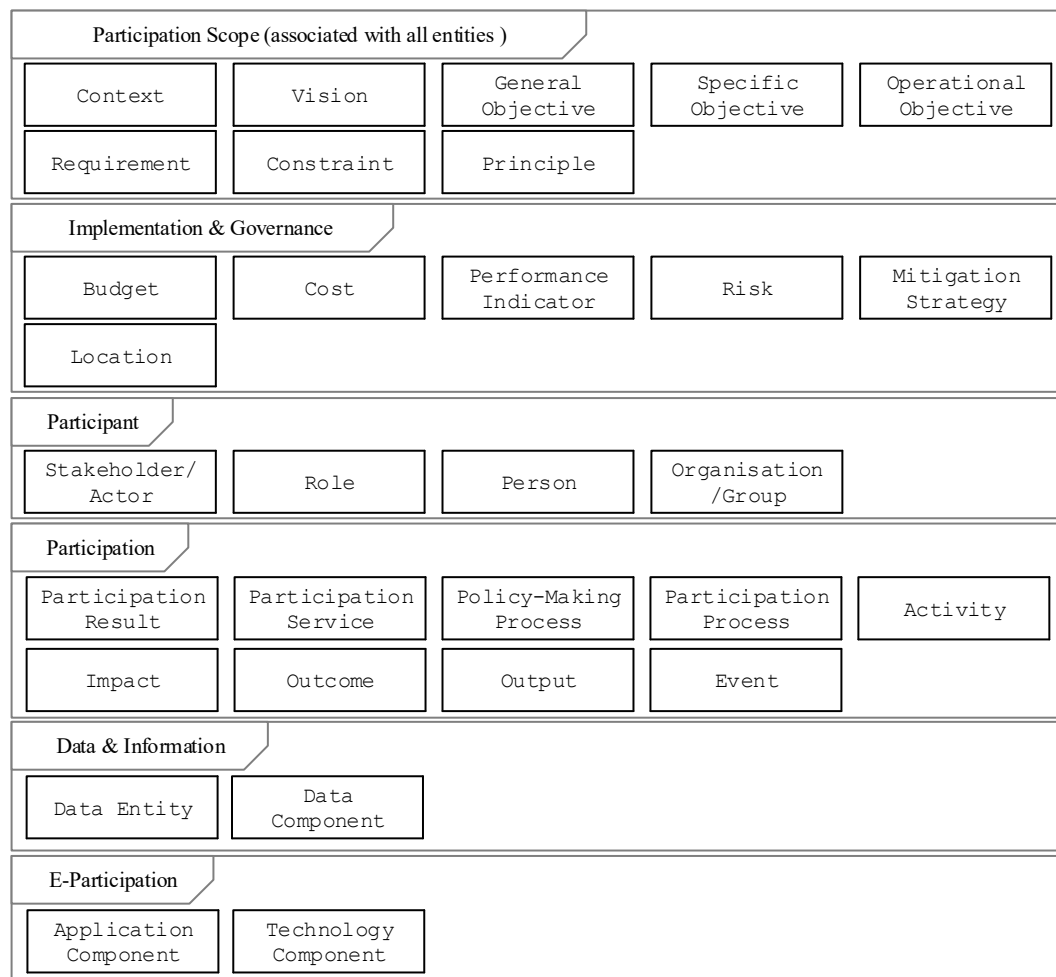 Participation Scope (associated with all entities )
Context
Vision
General
Objective
Specific
Objective
Operational
Objective
Requirement
Constraint
Principle
Implementation & Governance
Budget
Cost
Performance
Indicator
Risk
Mitigation
Strategy
Location
Participant
Stakeholder/
Actor
Role
Person
Organisation
/Group
Participation
Participation
Result
Participation
Service
Policy-Making
Process
Participation
Process
Activity
Impact
Outcome
Output
Event
Data & Information
Data Entity
Data
Component
E-Participation
Application
Component
Technology
Component